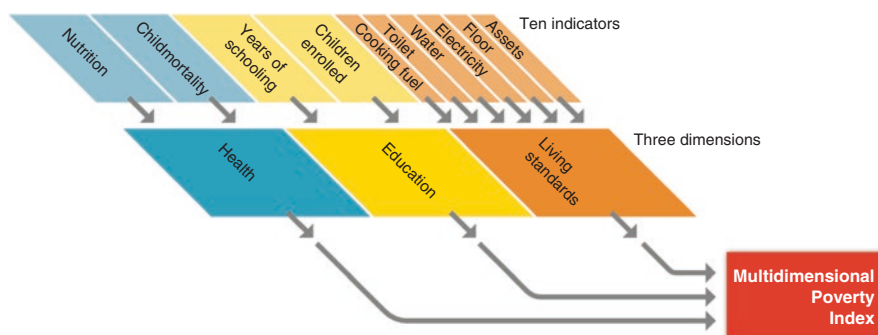 Ten indicators
Nutrition
Childmortality
Years of
schooling
Children
enrolled
Cooking fuel
Toilet
Water
Electricity
Floor
Assets
Three dimensions
Health
Education
Living
standards
Multidimensional
Poverty
Index